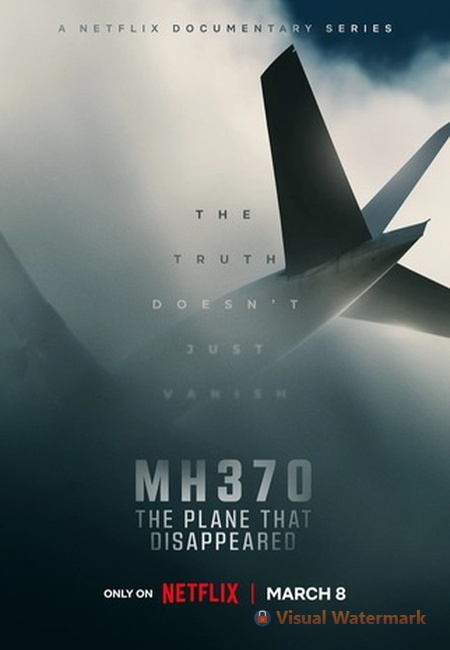 A NETFLIX DOCUMENTARY SERIES
THE
TRUTH
DOESN'T
JUST
VANISH
MH370
THE PLANE THAT
DISAPPEARED
ONLY ON NETFLIX | MARCH 8
Visual Watermark